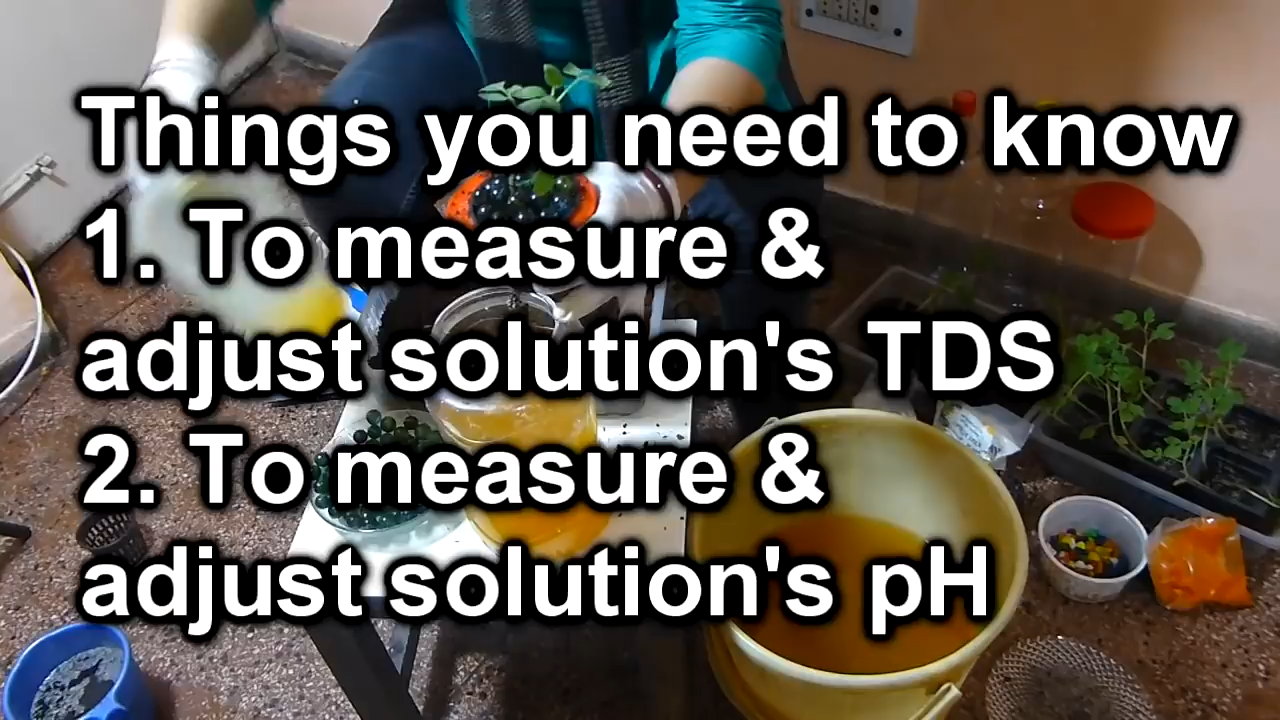 Things you need to know
1. To measure &
adjust solution's TDS
2. To measure &
adjust solution's pH